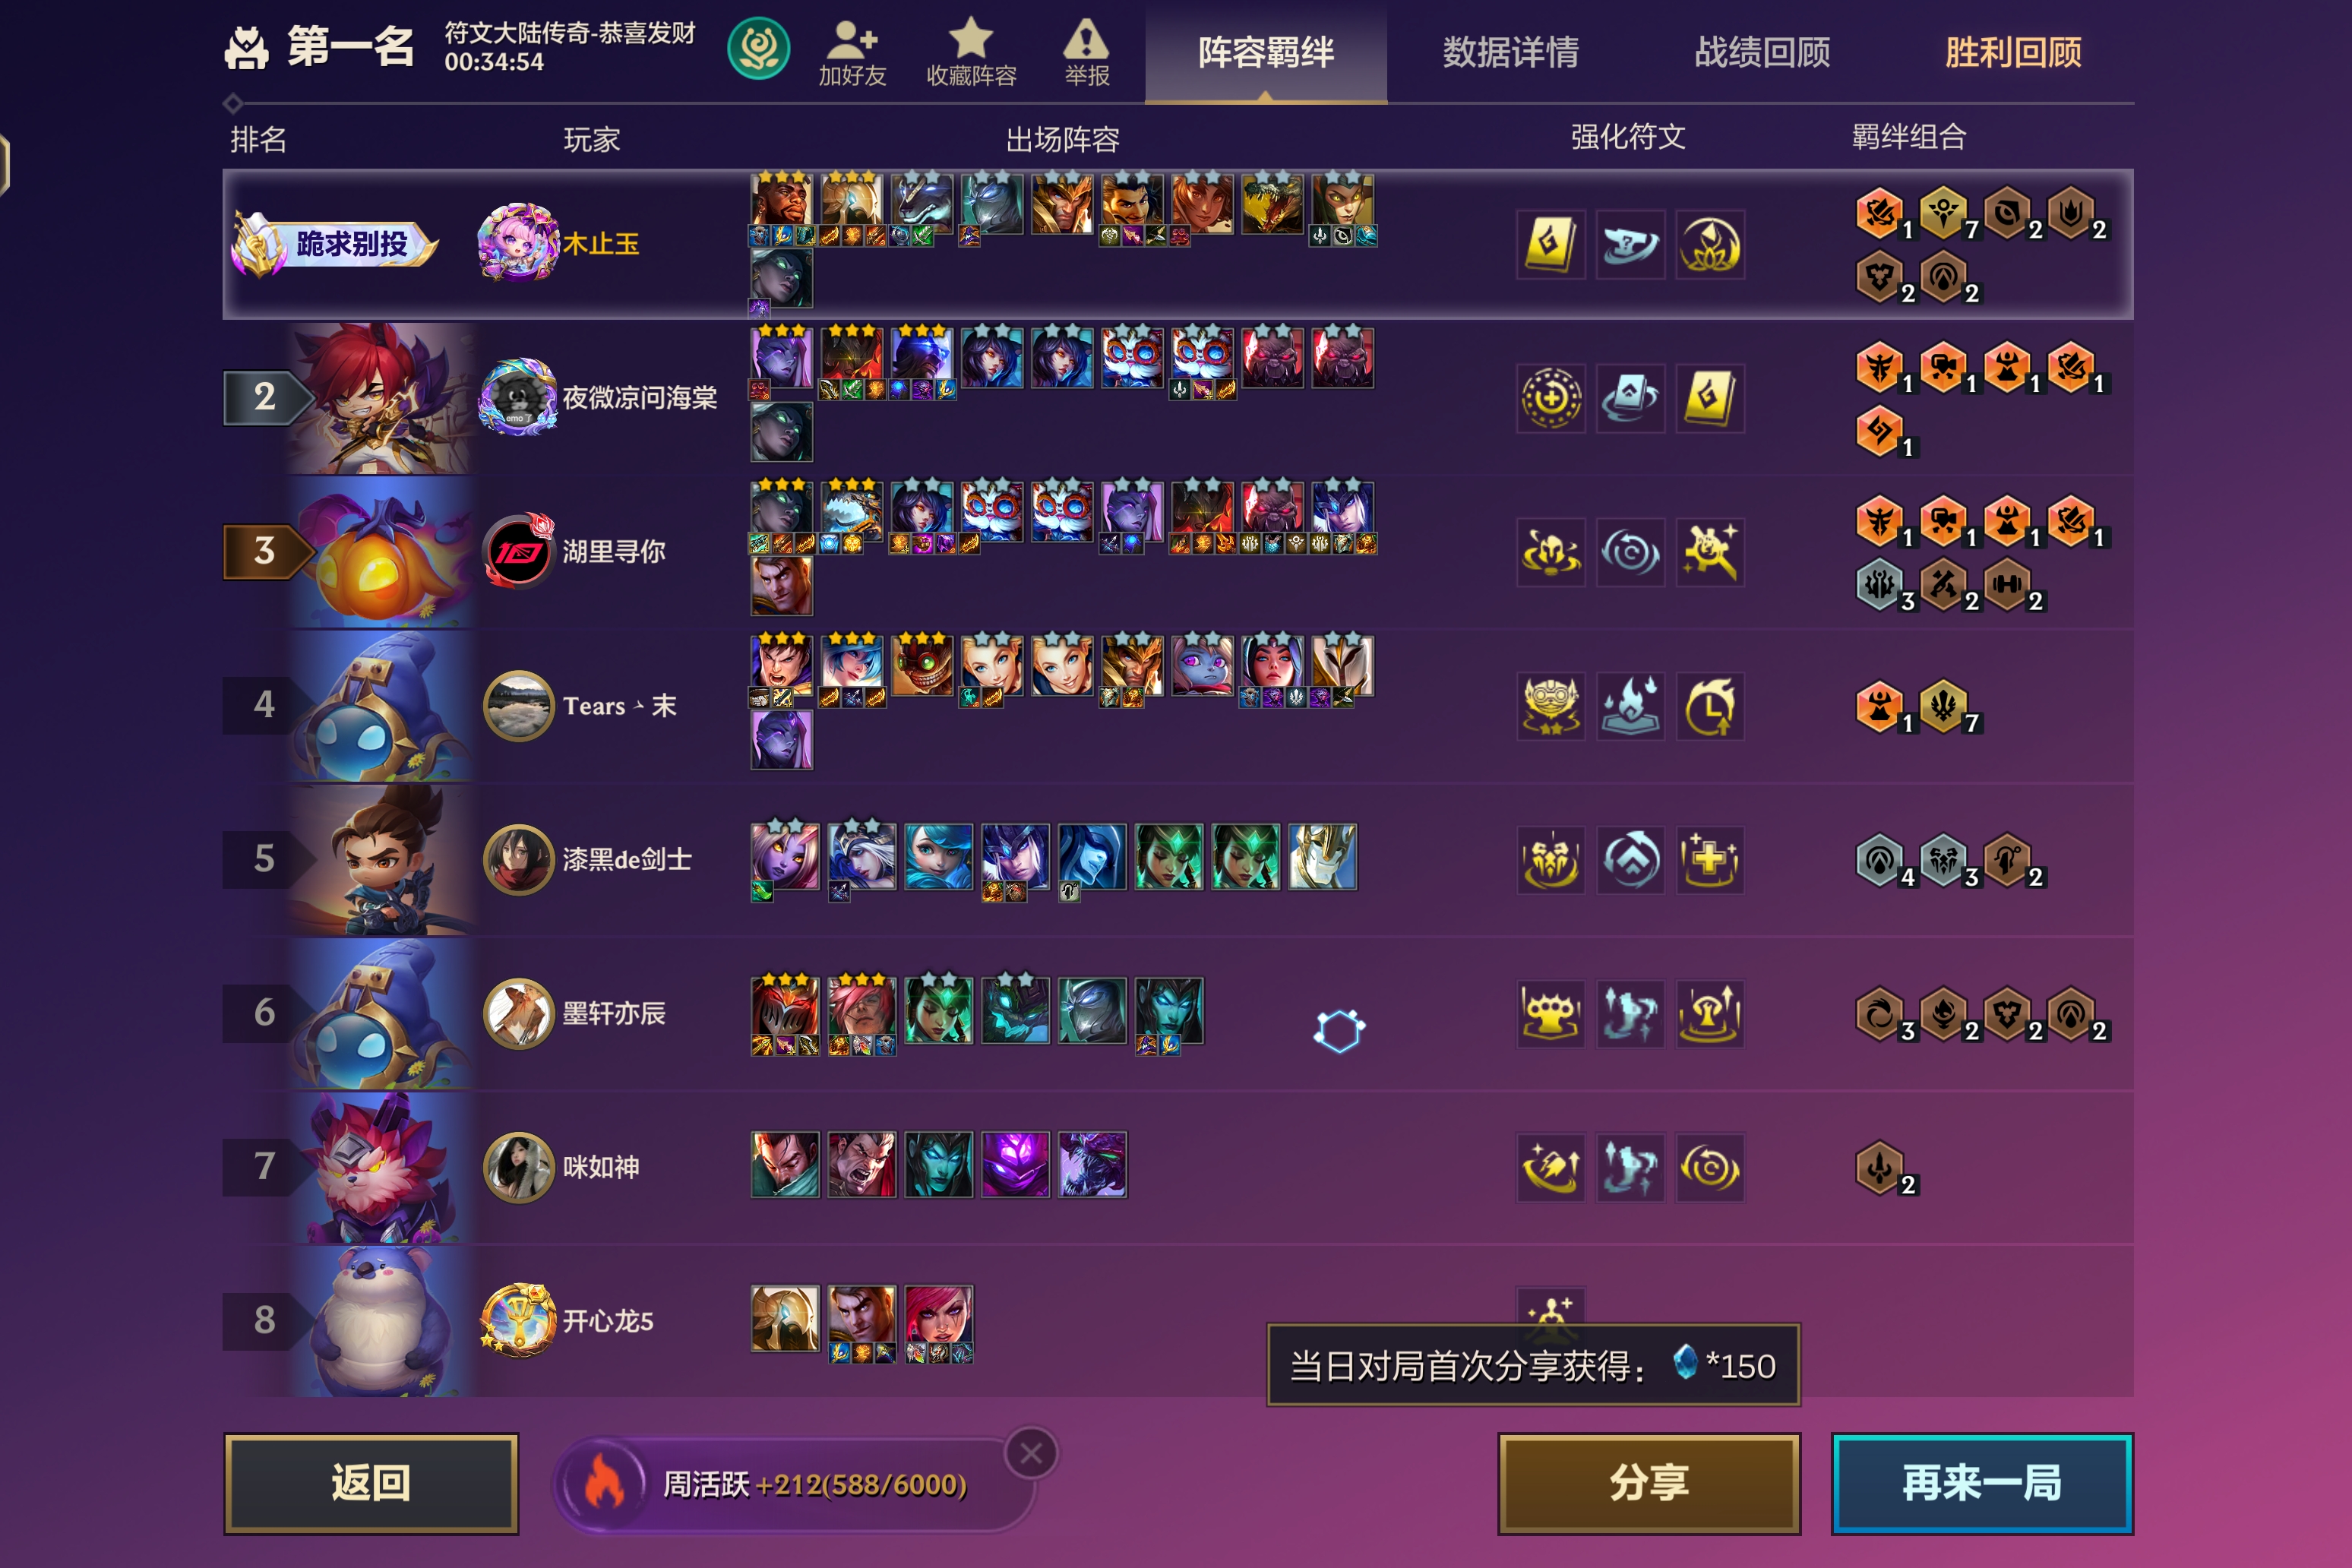 第一名
符文大陆传奇-恭喜发财
00:34:54
加好友
收藏阵容
举报
阵容羁绊
数据详情
战绩回顾
胜利回顾
排名
玩家
出场阵容
强化符文
羁绊组合
跪求别投
木止玉
1
7
2
2
2
2
2
emo了
夜微凉问海棠
1
1
1
1
1
3
湖里寻你
1
1
1
1
3
2
2
4
Tears丶末
1
7
5
漆黑de剑士
4
3
2
6
墨轩亦辰
3
2
2
2
7
咪如神
2
8
开心龙5
当日对局首次分享获得：*150
返回
周活跃 +212(588/6000)
分享
再来一局